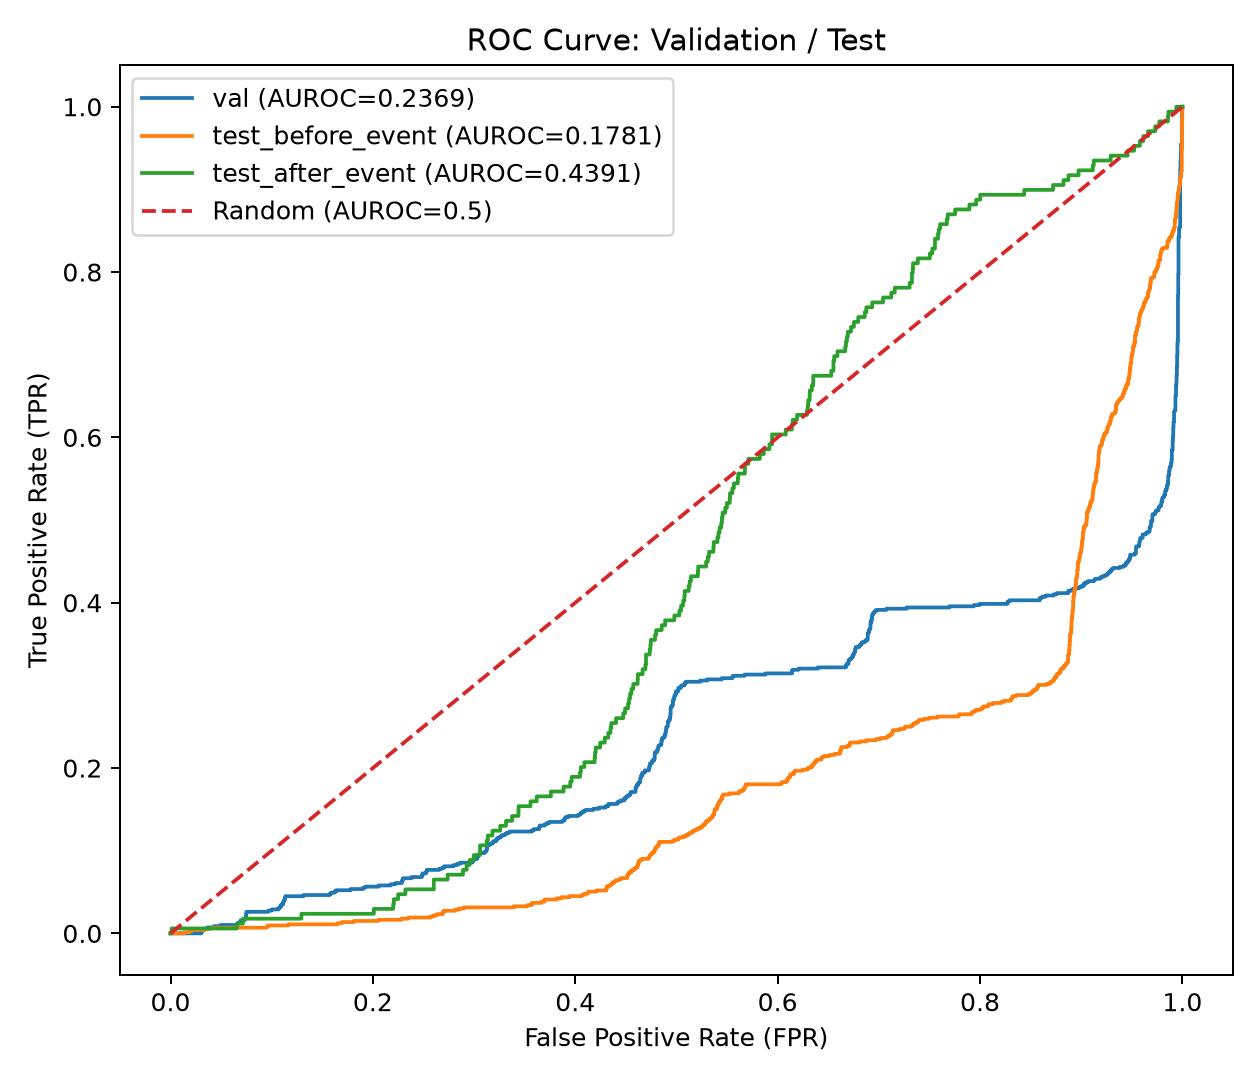 ROC Curve: Validation / Test
val (AUROC=0.2369)
test_before_event (AUROC=0.1781)
test_after_event (AUROC=0.4391)
Random (AUROC=0.5)
True Positive Rate (TPR)
1.0
0.8
0.6
0.4
0.2
0.0
0.0 0.2 0.4 0.6 0.8 1.0
False Positive Rate (FPR)